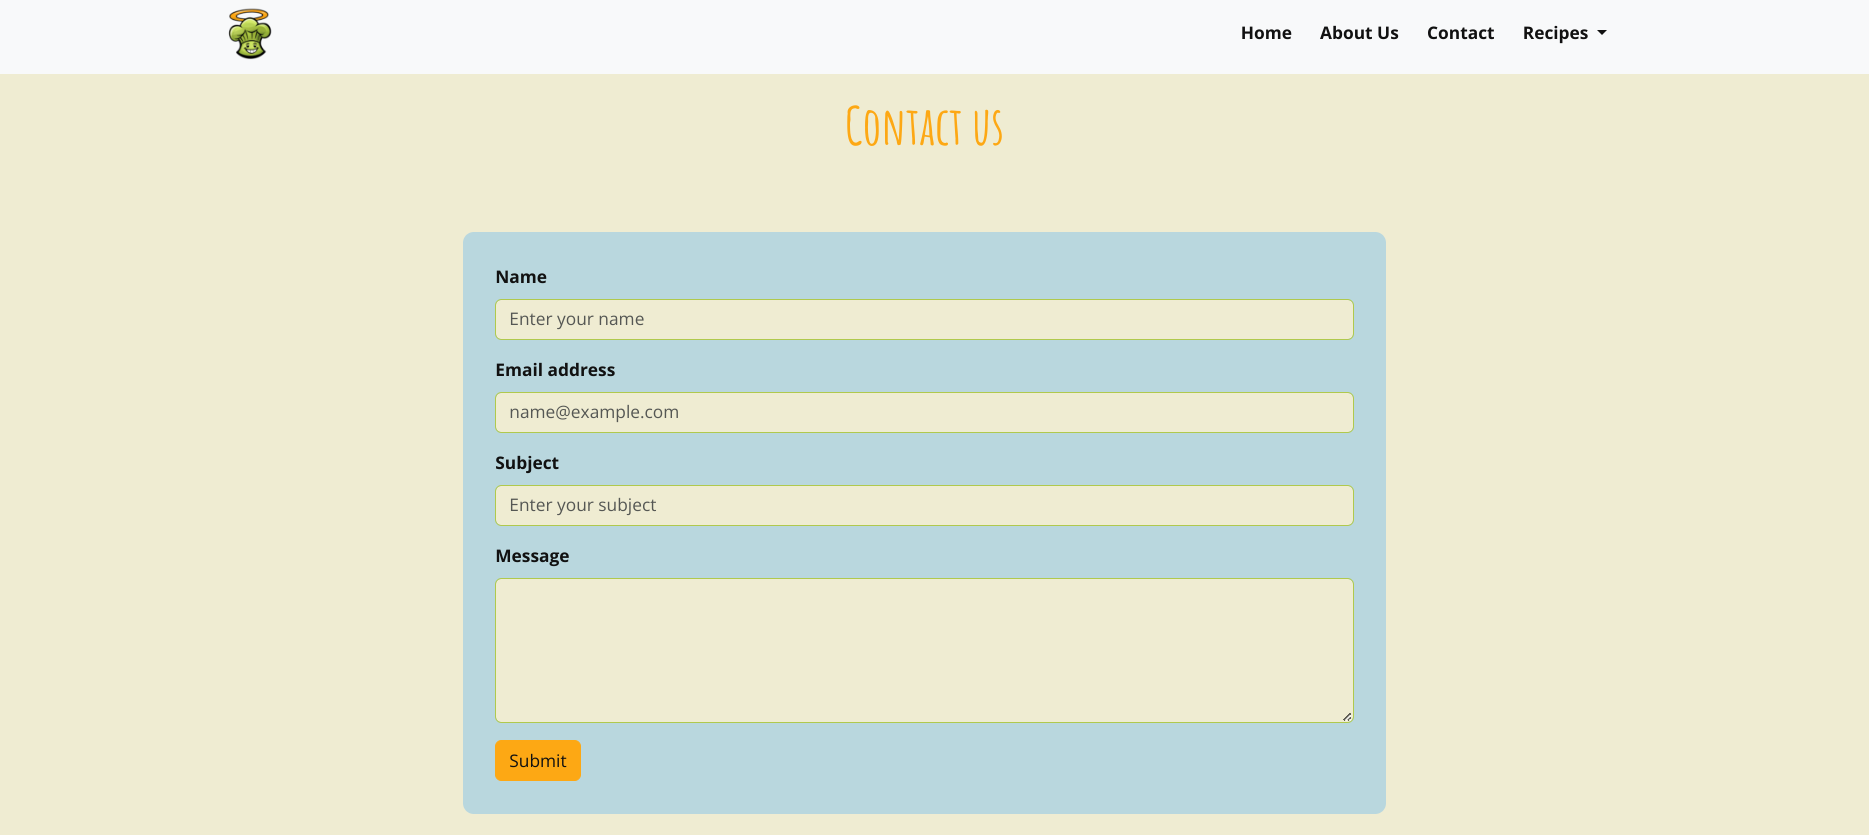 Home About Us Contact Recipes
Contact us
Name
Enter your name
Email address
name@example.com
Subject
Enter your subject
Message
Submit